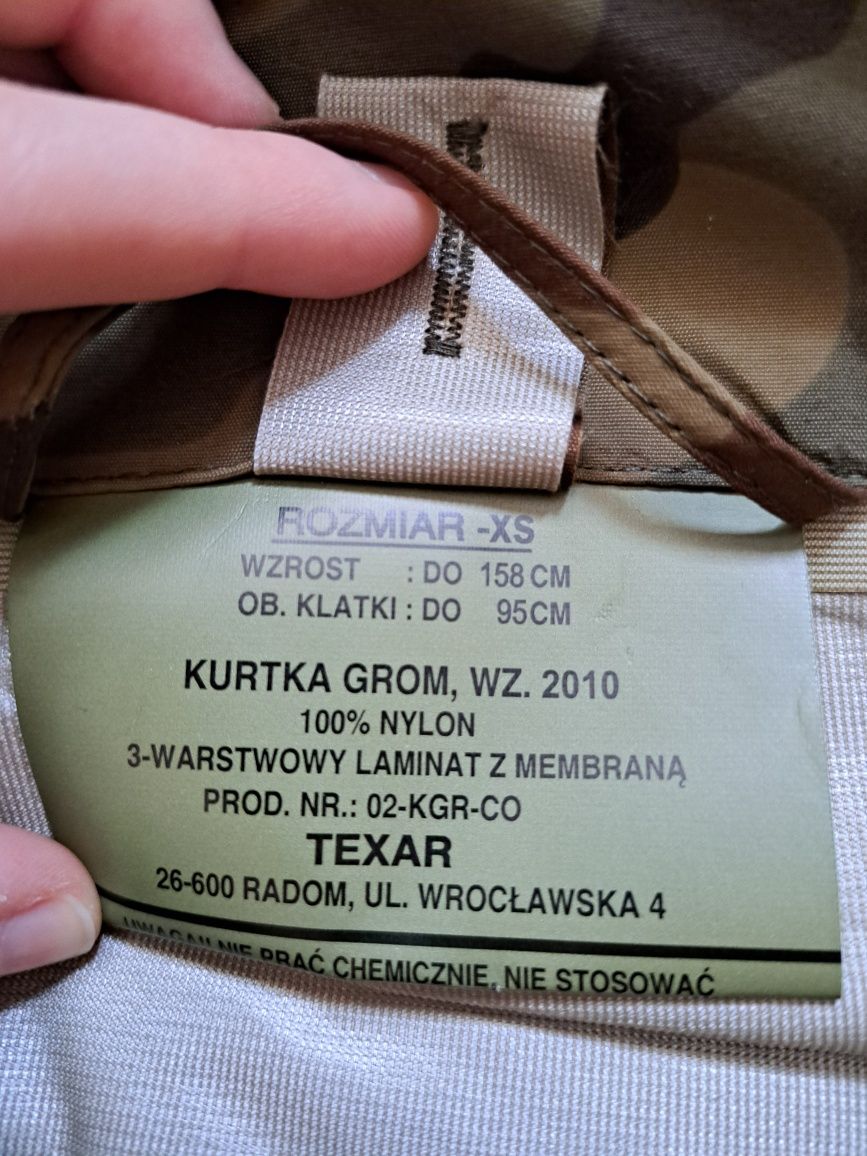 ROZMIAR -XS
WZROST : DO 158 CM
OB. KLATKI : DO 95CM
KURTKA GROM, WZ. 2010
100% NYLON
3-WARSTWOWY LAMINAT Z MEMBRANĄ
PROD. NR.: 02-KGR-CO
TEXAR
26-600 RADOM, UL. WROCŁAWSKA 4
UWAGA!! NIE PRAĆ CHEMICZNIE, NIE STOSOWAĆ